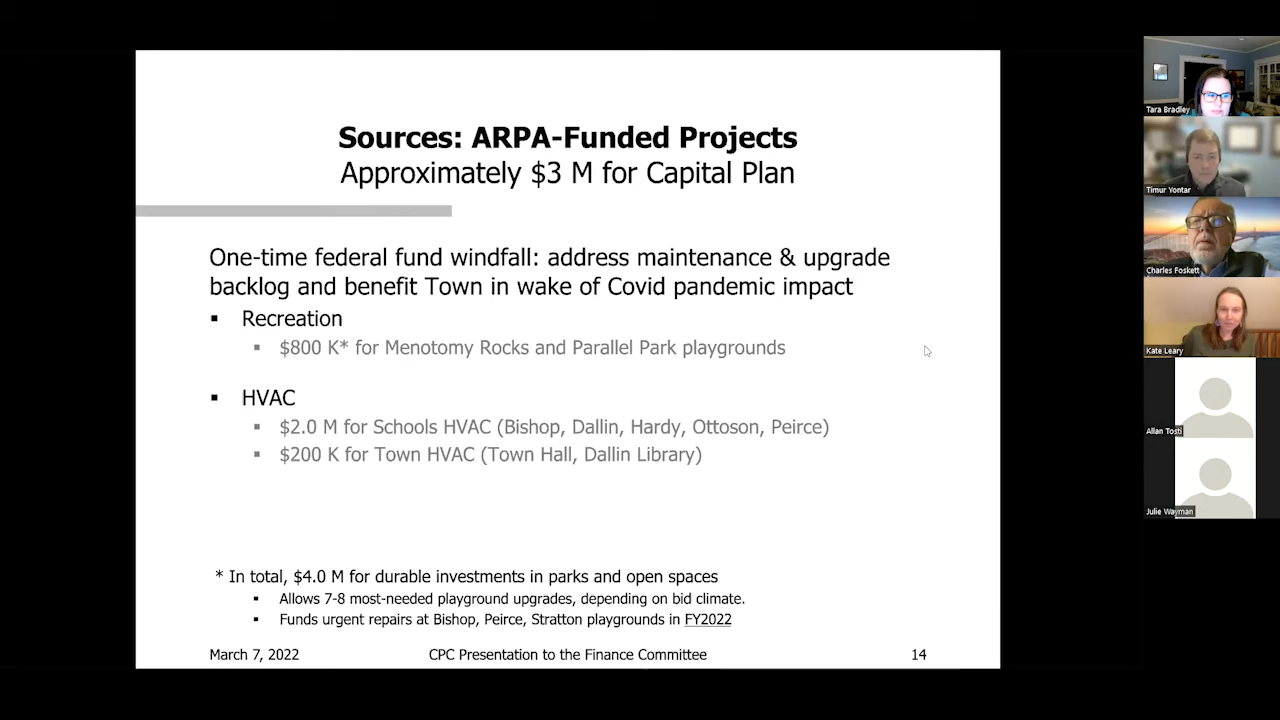 Sources: ARPA-Funded Projects
Approximately $3 M for Capital Plan
One-time federal fund windfall: address maintenance & upgrade
backlog and benefit Town in wake of Covid pandemic impact
▪ Recreation
▪ $800 K* for Menotomy Rocks and Parallel Park playgrounds
▪ HVAC
▪ $2.0 M for Schools HVAC (Bishop, Dallin, Hardy, Ottoson, Peirce)
▪ $200 K for Town HVAC (Town Hall, Dallin Library)
* In total, $4.0 M for durable investments in parks and open spaces
▪ Allows 7-8 most-needed playground upgrades, depending on bid climate.
▪ Funds urgent repairs at Bishop, Peirce, Stratton playgrounds in FY2022
March 7, 2022 CPC Presentation to the Finance Committee 14
Tara Bradley
Timur Yontar
Charles Foskett
Kate Leary
Allan Tosti
Julie Wayman